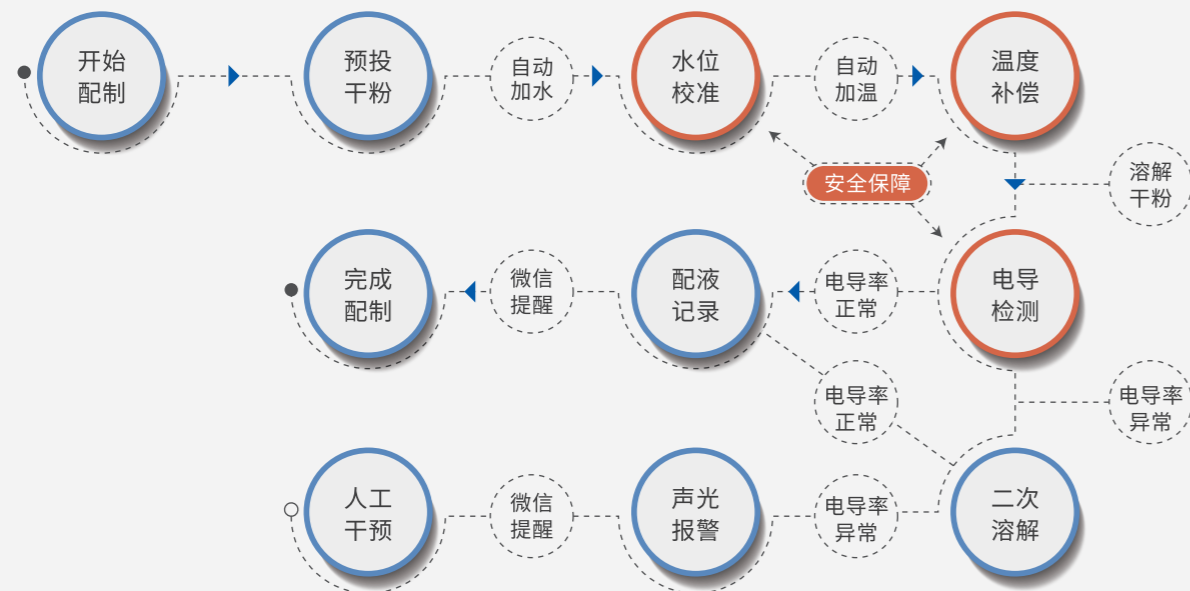 开始
配制
预投
干粉
自动
加水
水位
校准
自动
加温
温度
补偿
安全保障
溶解
干粉
完成
配制
微信
提醒
配液
记录
电导率
正常
电导
检测
电导率
正常
电导率
异常
人工
干预
微信
提醒
声光
报警
电导率
异常
二次
溶解